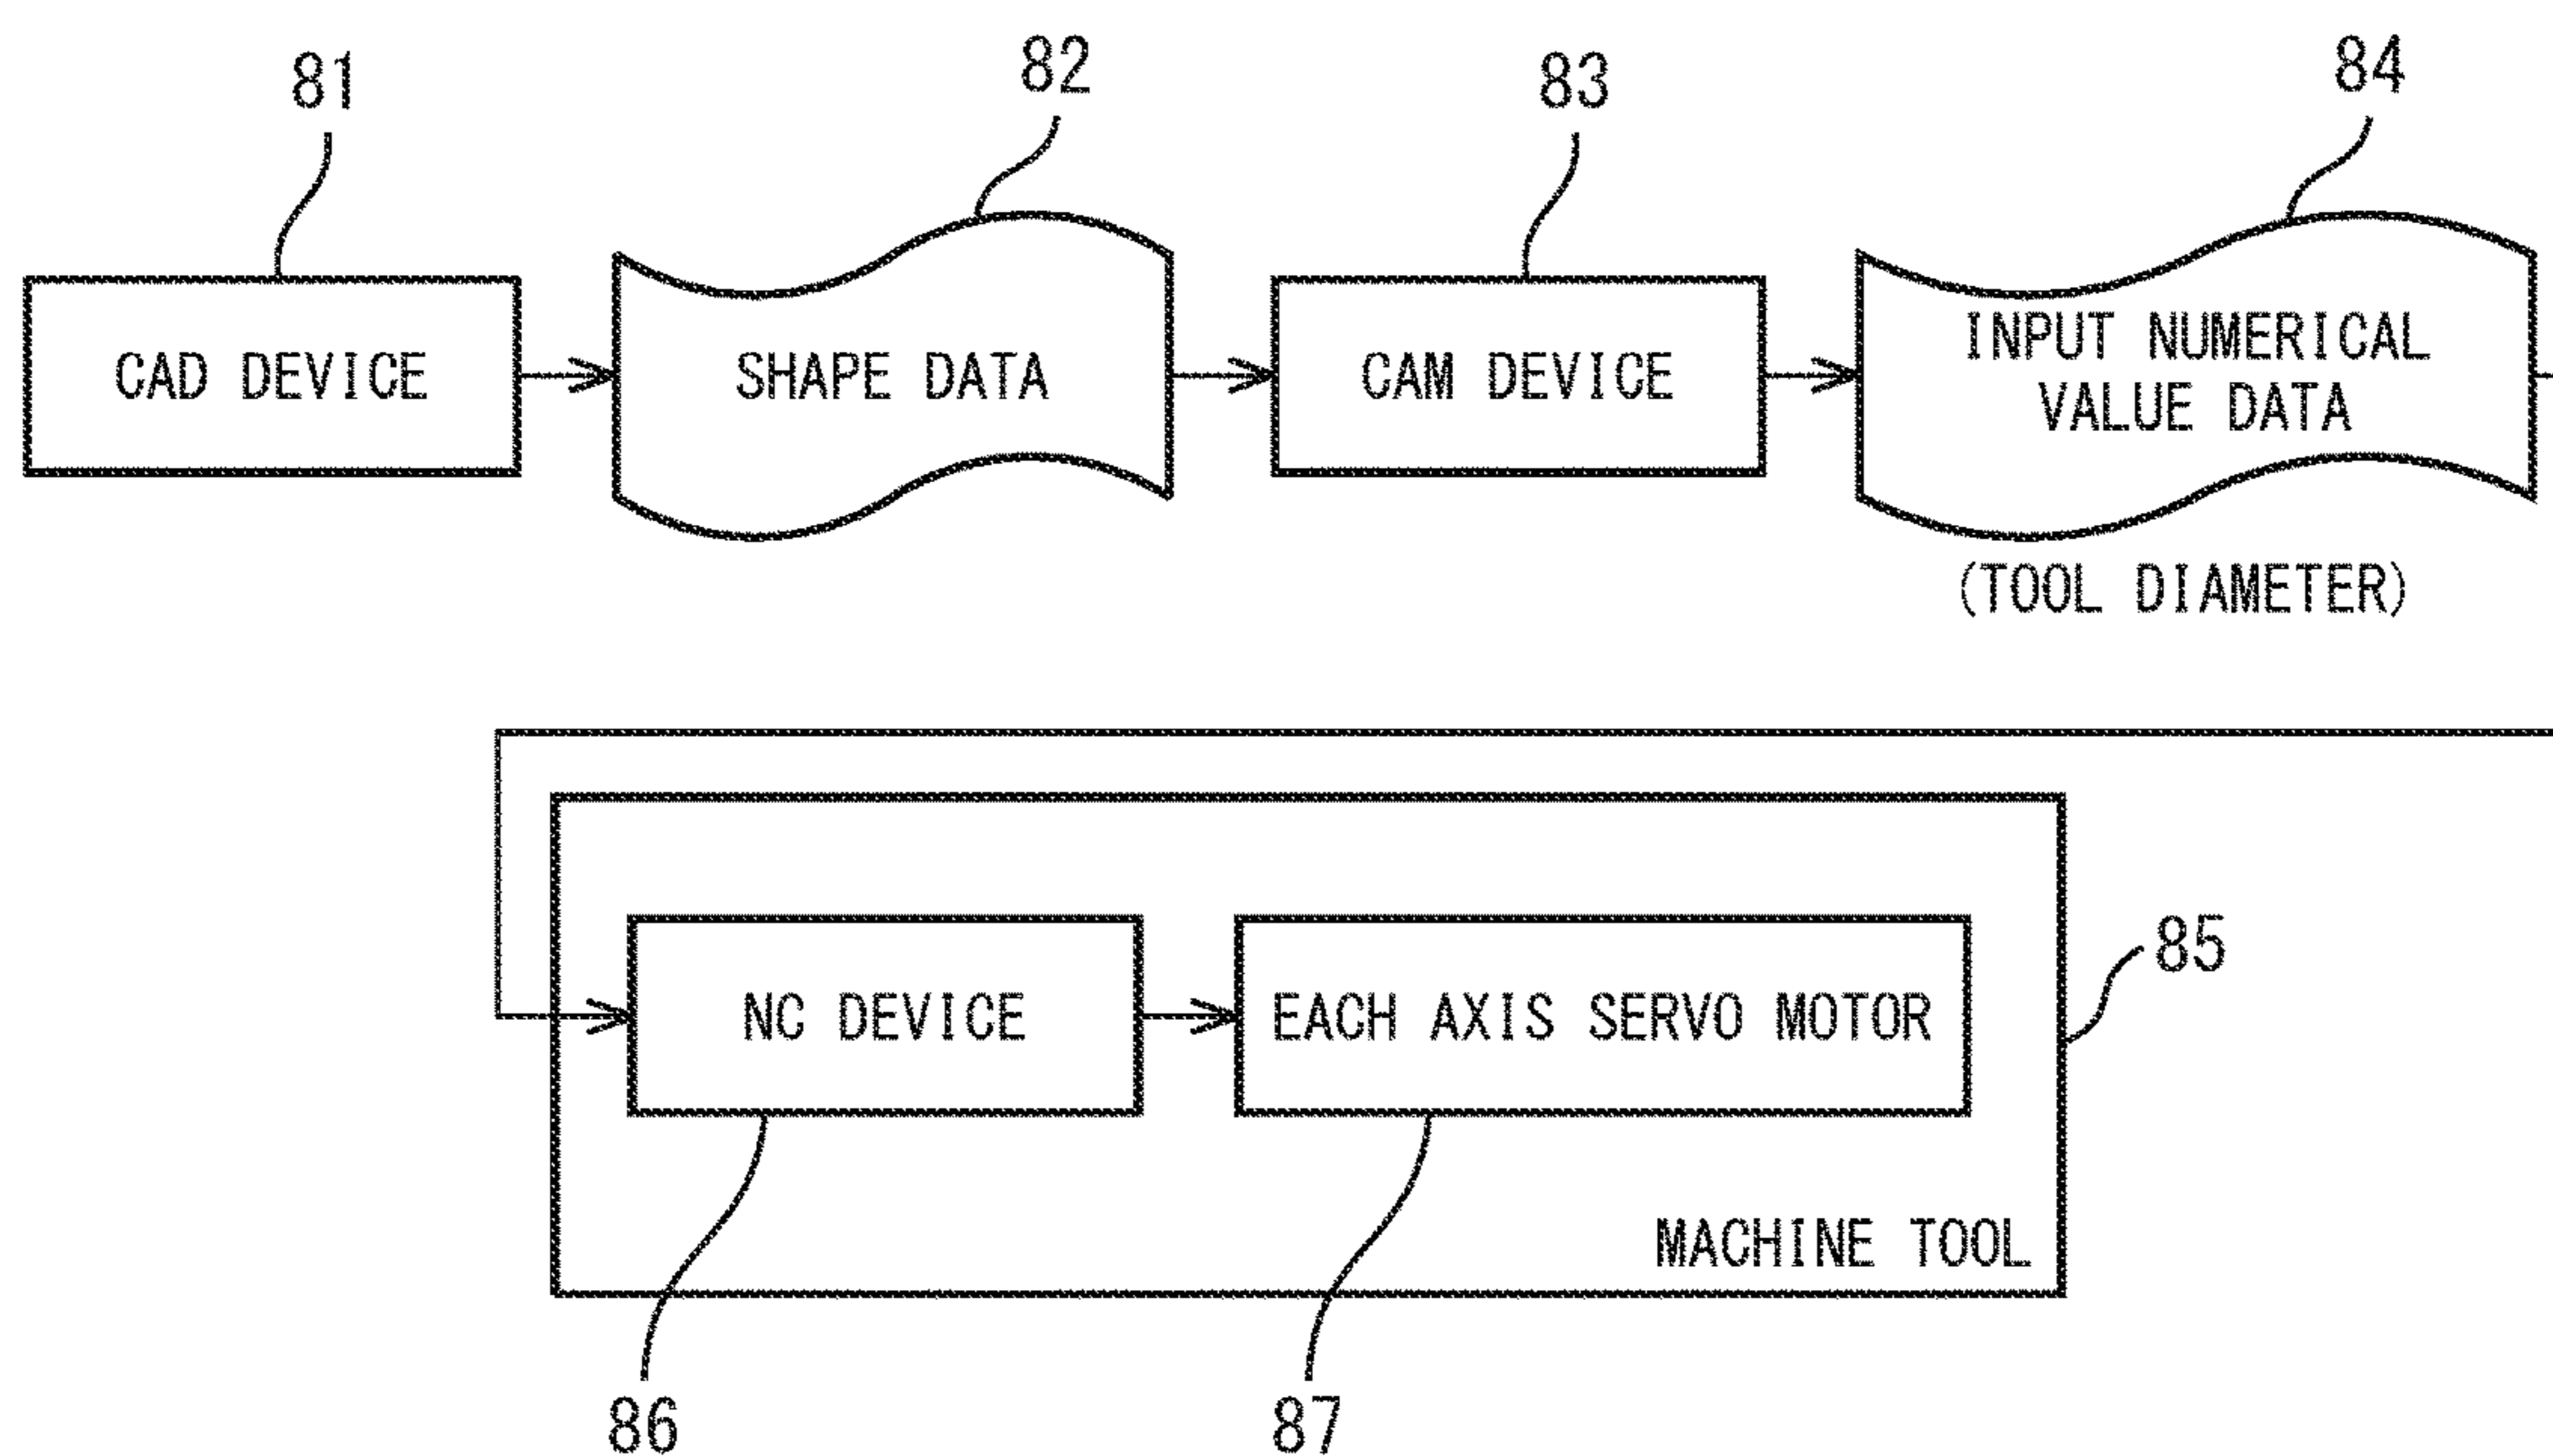 81
82
83
84
CAD DEVICE
SHAPE DATA
CAM DEVICE
INPUT NUMERICAL
VALUE DATA
(TOOL DIAMETER)
NC DEVICE
EACH AXIS SERVO MOTOR
85
MACHINE TOOL
86
87